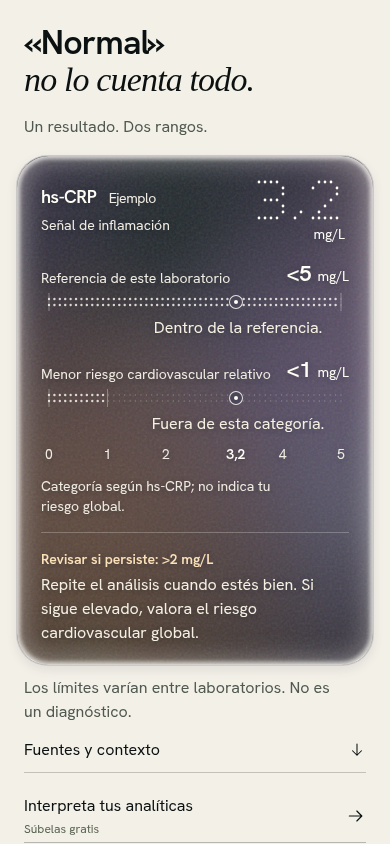 «Normal»
no lo cuenta todo.
Un resultado. Dos rangos.
hs-CRP Ejemplo
3,2
Señal de inflamación
mg/L
Referencia de este laboratorio <5 mg/L
Dentro de la referencia.
Menor riesgo cardiovascular relativo <1 mg/L
Fuera de esta categoría.
0 1 2 3,2 4 5
Categoría según hs-CRP; no indica tu
riesgo global.
Revisar si persiste: >2 mg/L
Repite el análisis cuando estés bien. Si
sigue elevado, valora el riesgo
cardiovascular global.
Los límites varían entre laboratorios. No es
un diagnóstico.
Fuentes y contexto ↓
Interpreta tus analíticas →
Súbelas gratis